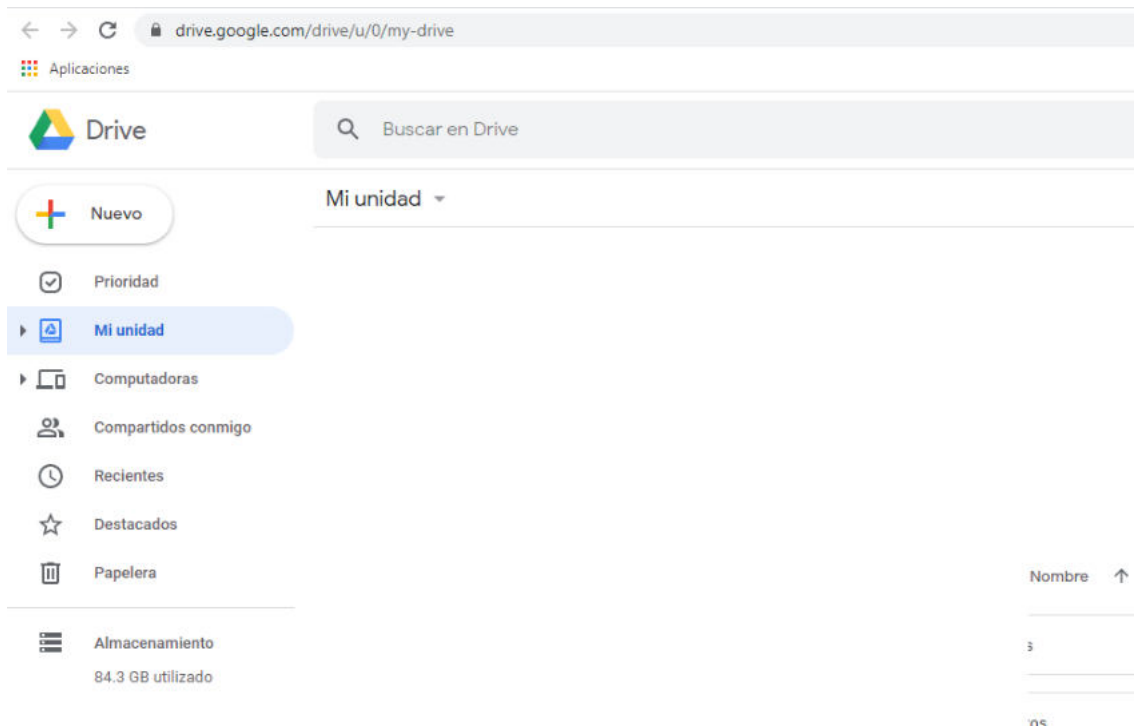 drive.google.com/drive/u/0/my-drive
Aplicaciones
Drive
Buscar en Drive
Mi unidad
Nuevo
Prioridad
Mi unidad
Computadoras
Compartidos conmigo
Recientes
Destacados
Papelera
Nombre
Almacenamiento
84.3 GB utilizado